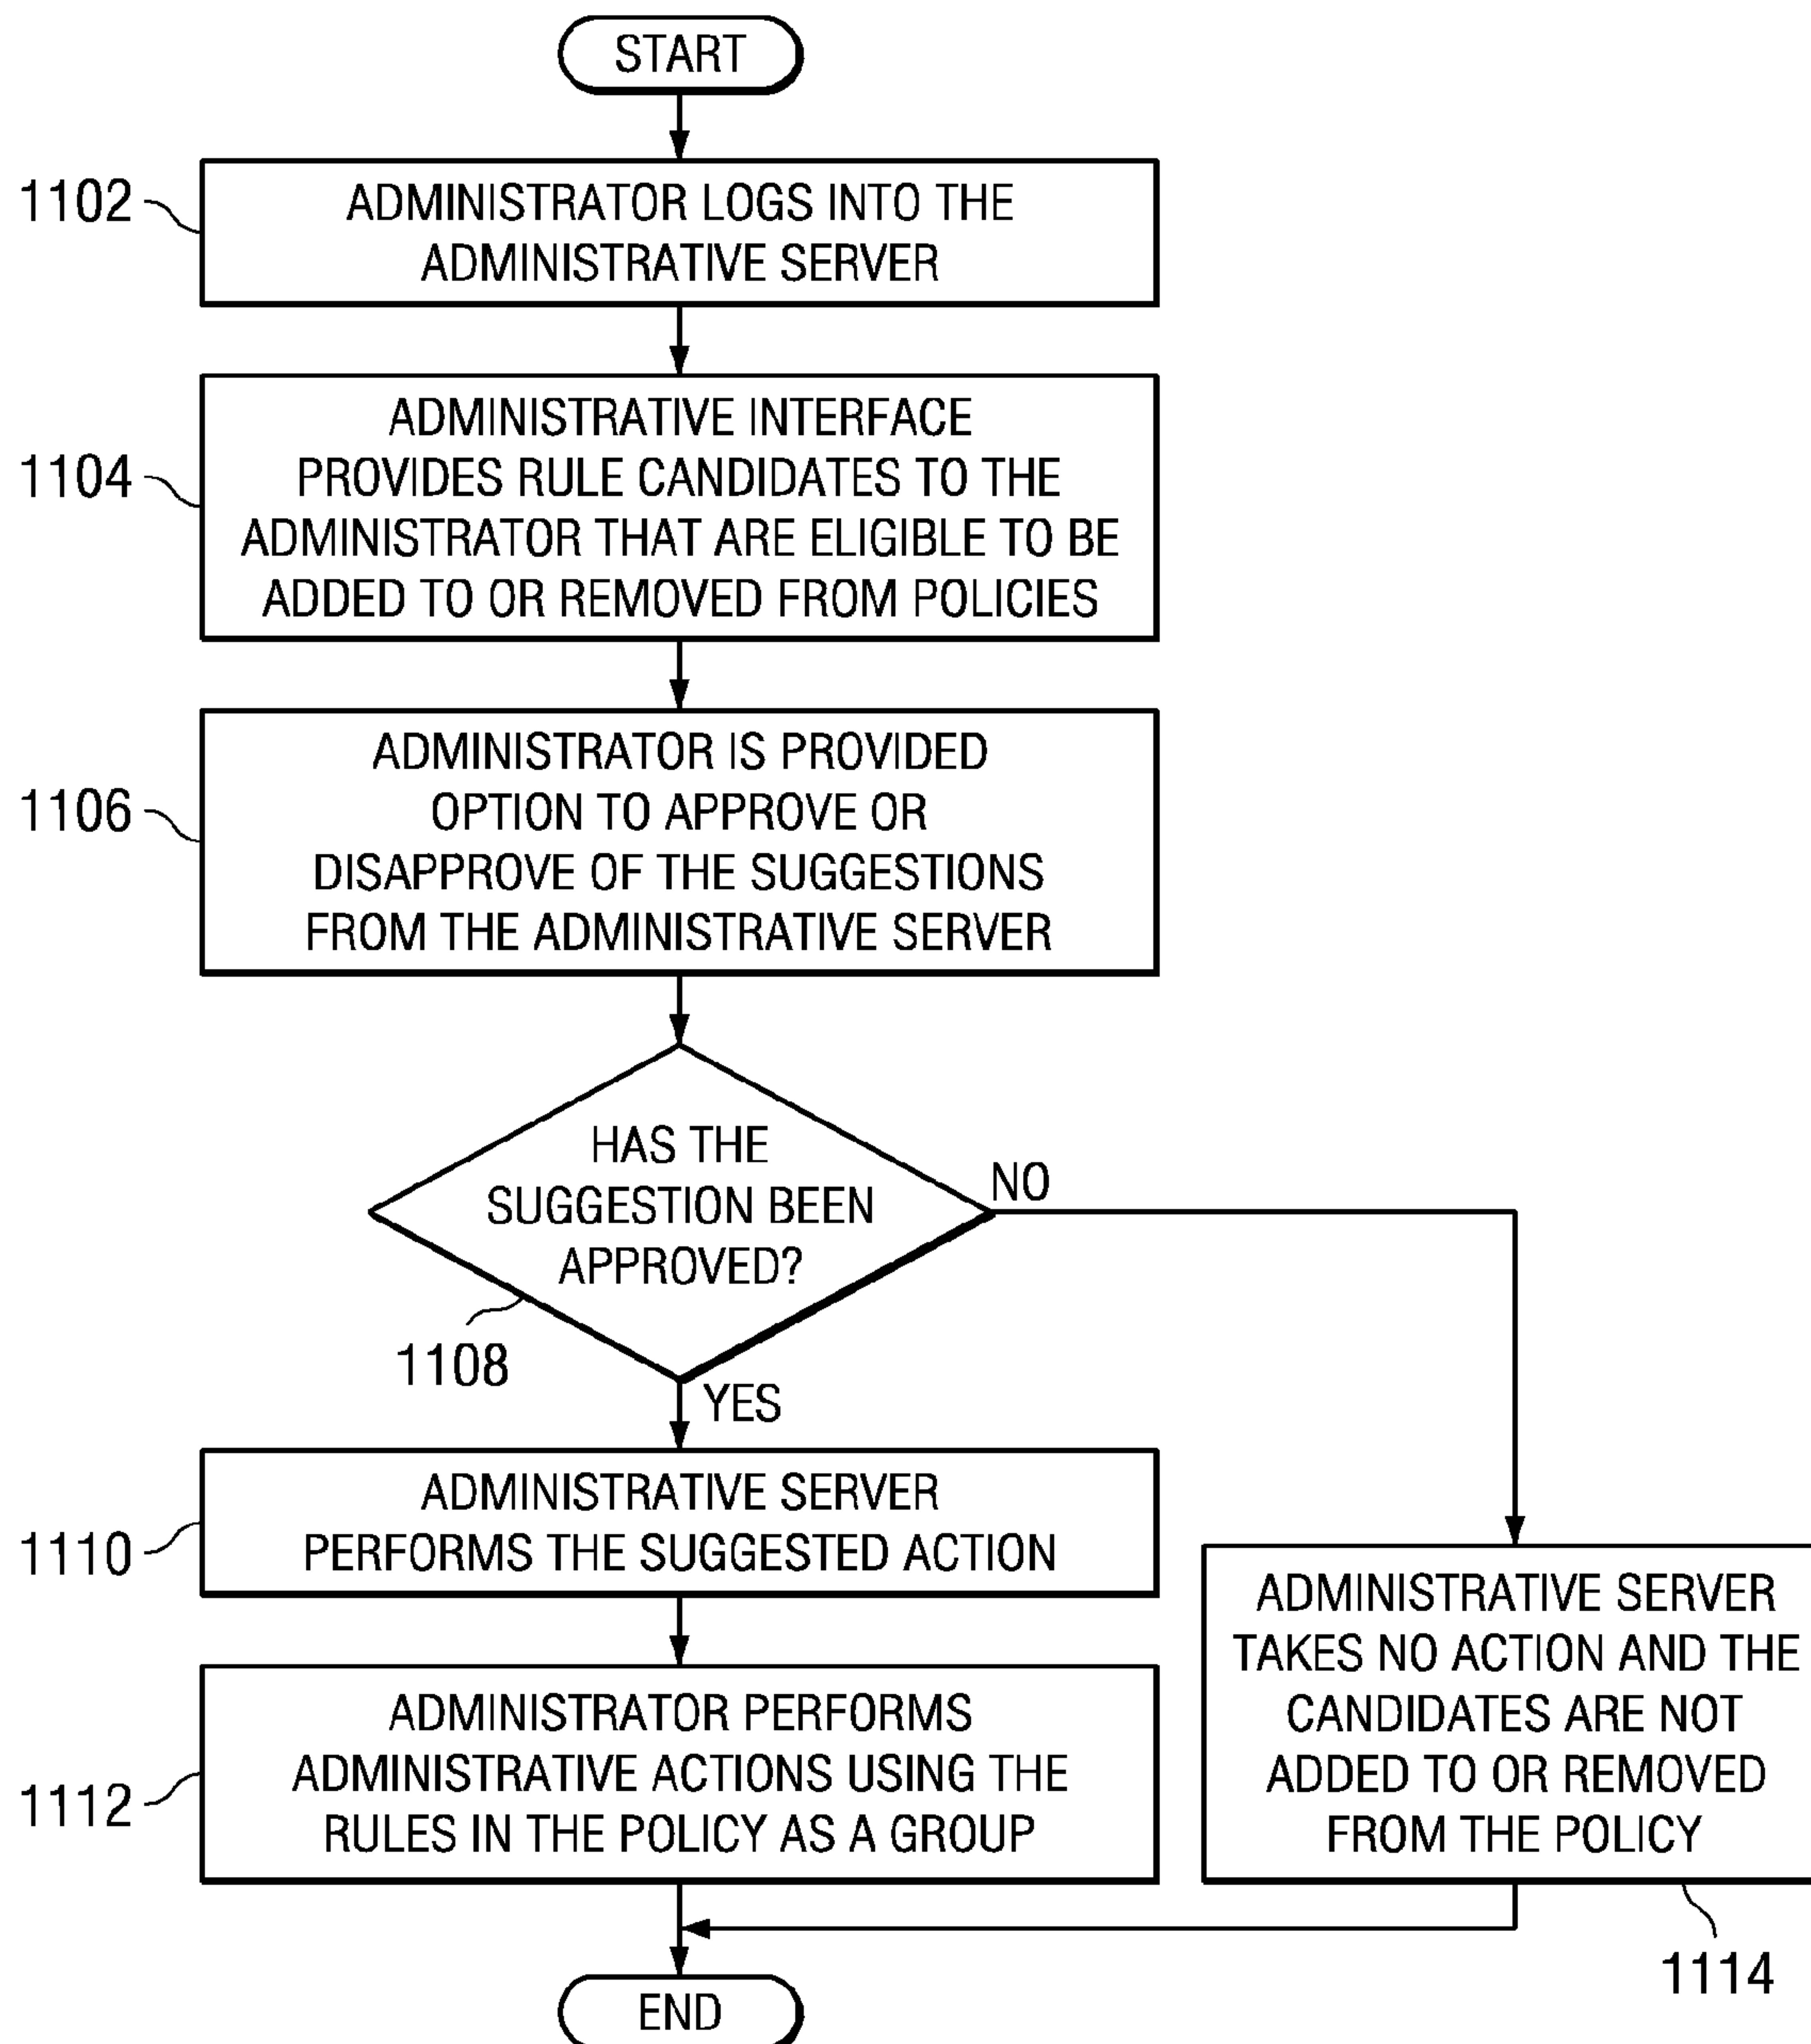 START
1102
ADMINISTRATOR LOGS INTO THE
ADMINISTRATIVE SERVER
1104
ADMINISTRATIVE INTERFACE
PROVIDES RULE CANDIDATES TO THE
ADMINISTRATOR THAT ARE ELIGIBLE TO BE
ADDED TO OR REMOVED FROM POLICIES
1106
ADMINISTRATOR IS PROVIDED
OPTION TO APPROVE OR
DISAPPROVE OF THE SUGGESTIONS
FROM THE ADMINISTRATIVE SERVER
HAS THE
SUGGESTION BEEN
APPROVED?
NO
1108
YES
1110
ADMINISTRATIVE SERVER
PERFORMS THE SUGGESTED ACTION
1112
ADMINISTRATOR PERFORMS
ADMINISTRATIVE ACTIONS USING THE
RULES IN THE POLICY AS A GROUP
ADMINISTRATIVE SERVER
TAKES NO ACTION AND THE
CANDIDATES ARE NOT
ADDED TO OR REMOVED
FROM THE POLICY
1114
END